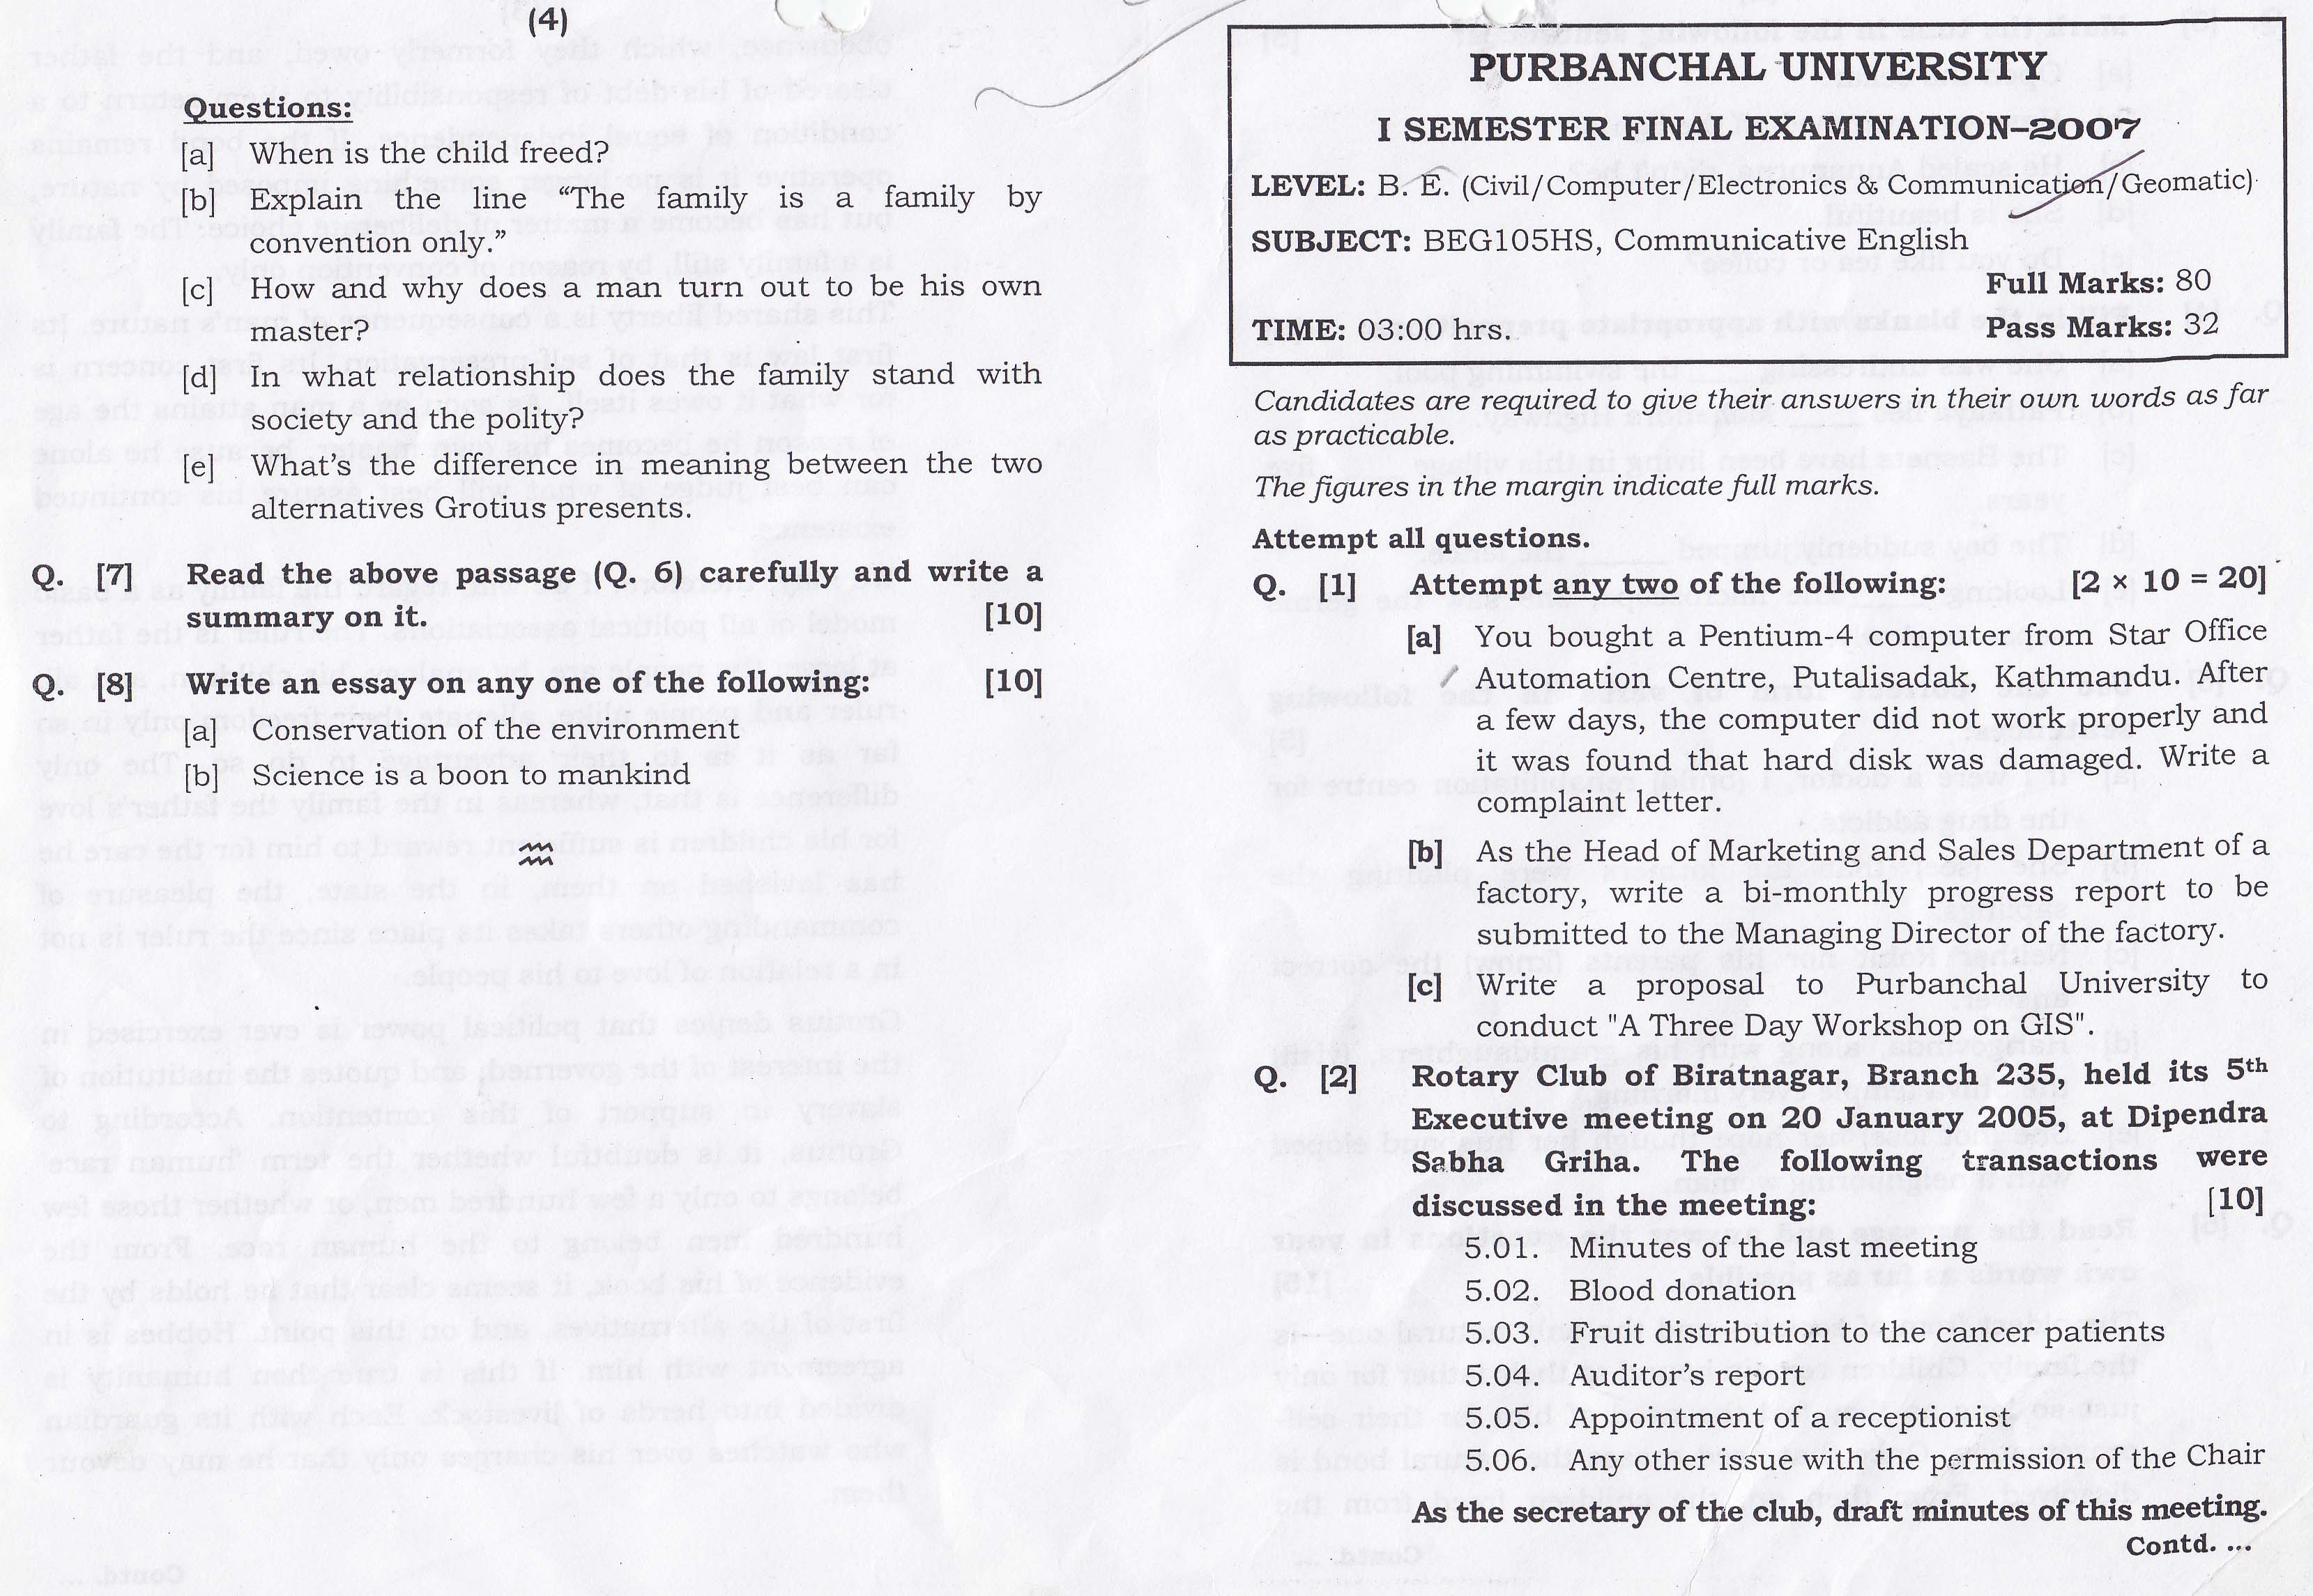 (4)
Questions:
[a] When is the child freed?
[b] Explain the line “The family is a family by
convention only.”
[c] How and why does a man turn out to be his own
master?
[d] In what relationship does the family stand with
society and the polity?
[e] What’s the difference in meaning between the two
alternatives Grotius presents.
Q. [7] Read the above passage (Q. 6) carefully and write a
summary on it. [10]
Q. [8] Write an essay on any one of the following: [10]
[a] Conservation of the environment
[b] Science is a boon to mankind
PURBANCHAL UNIVERSITY
I SEMESTER FINAL EXAMINATION–2007
LEVEL: B. E. (Civil/Computer/Electronics & Communication/Geomatic)
SUBJECT: BEG105HS, Communicative English
Full Marks: 80
TIME: 03:00 hrs. Pass Marks: 32
Candidates are required to give their answers in their own words as far
as practicable.
The figures in the margin indicate full marks.
Attempt all questions.
Q. [1] Attempt any two of the following: [2 × 10 = 20]
[a] You bought a Pentium-4 computer from Star Office
Automation Centre, Putalisadak, Kathmandu. After
a few days, the computer did not work properly and
it was found that hard disk was damaged. Write a
complaint letter.
[b] As the Head of Marketing and Sales Department of a
factory, write a bi-monthly progress report to be
submitted to the Managing Director of the factory.
[c] Write a proposal to Purbanchal University to
conduct "A Three Day Workshop on GIS".
Q. [2] Rotary Club of Biratnagar, Branch 235, held its 5th
Executive meeting on 20 January 2005, at Dipendra
Sabha Griha. The following transactions were
discussed in the meeting: [10]
5.01. Minutes of the last meeting
5.02. Blood donation
5.03. Fruit distribution to the cancer patients
5.04. Auditor’s report
5.05. Appointment of a receptionist
5.06. Any other issue with the permission of the Chair
As the secretary of the club, draft minutes of this meeting.
Contd. ...